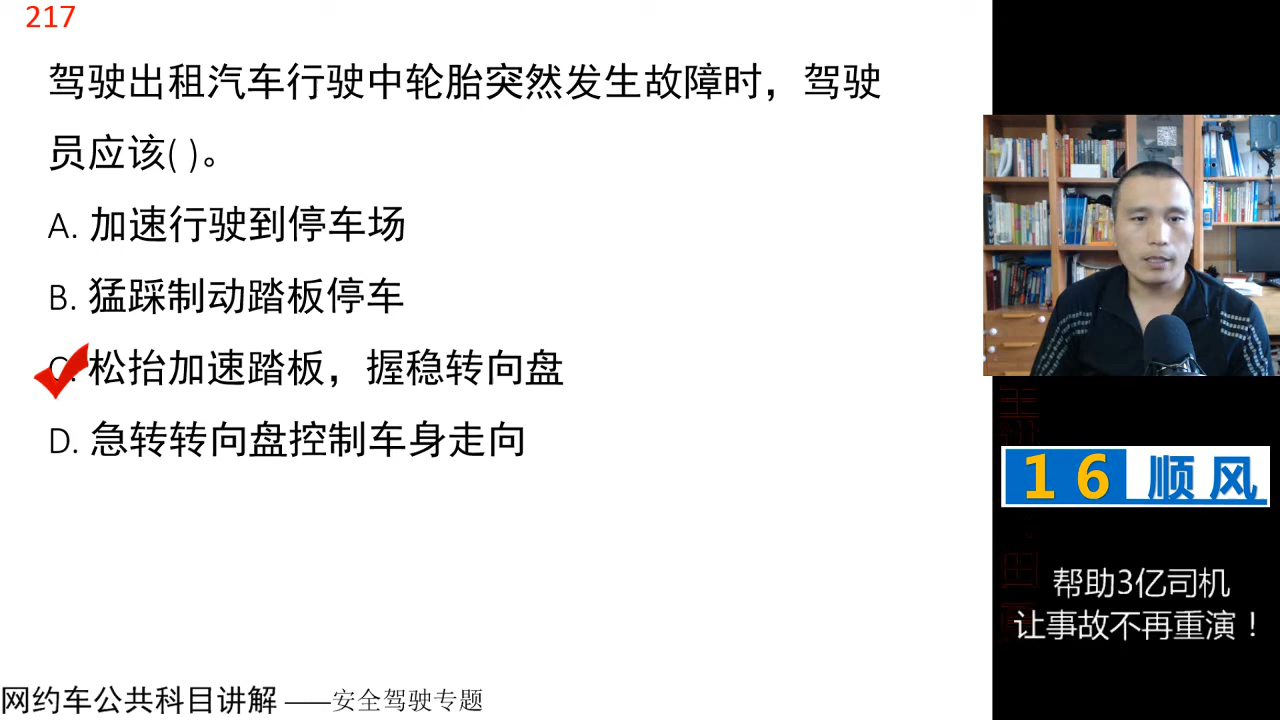 217
驾驶出租汽车行驶中轮胎突然发生故障时，驾驶
员应该( )。
A. 加速行驶到停车场
B. 猛踩制动踏板停车
C. 松抬加速踏板，握稳转向盘
D. 急转转向盘控制车身走向
16顺风
帮助3亿司机
让事故不再重演！
网约车公共科目讲解 ——安全驾驶专题